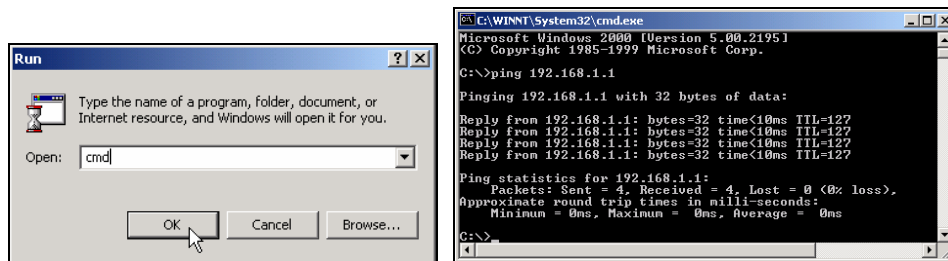 Run
Type the name of a program, folder, document, or
Internet resource, and Windows will open it for you.
Open: cmd
OK Cancel Browse...
C:\WINNT\System32\cmd.exe
Microsoft Windows 2000 [Version 5.00.2195]
(C) Copyright 1985-1999 Microsoft Corp.
C:\>ping 192.168.1.1
Pinging 192.168.1.1 with 32 bytes of data:
Reply from 192.168.1.1: bytes=32 time<10ms TTL=127
Reply from 192.168.1.1: bytes=32 time<10ms TTL=127
Reply from 192.168.1.1: bytes=32 time<10ms TTL=127
Reply from 192.168.1.1: bytes=32 time<10ms TTL=127
Ping statistics for 192.168.1.1:
Packets: Sent = 4, Received = 4, Lost = 0 (0% loss),
Approximate round trip times in milli-seconds:
Minimum = 0ms, Maximum = 0ms, Average = 0ms
C:\>_